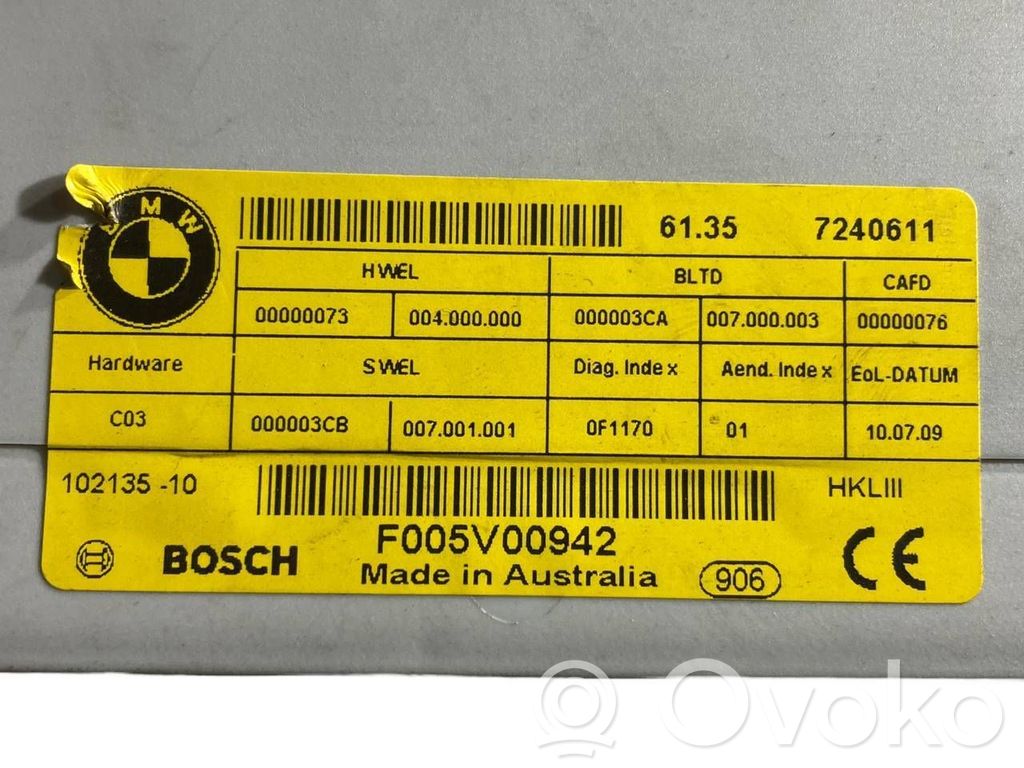 BMW
61.35 7240611
HWEL BLTD CAFD
00000073 004.000.000 000003CA 007.000.003 00000076
Hardware SWEL Diag. Index Aend. Index EoL-DATUM
C03 000003CB 007.001.001 0F1170 01 10.07.09
102135 -10 HKLIII
F005V00942
BOSCH Made in Australia 906 CE
Ovoko